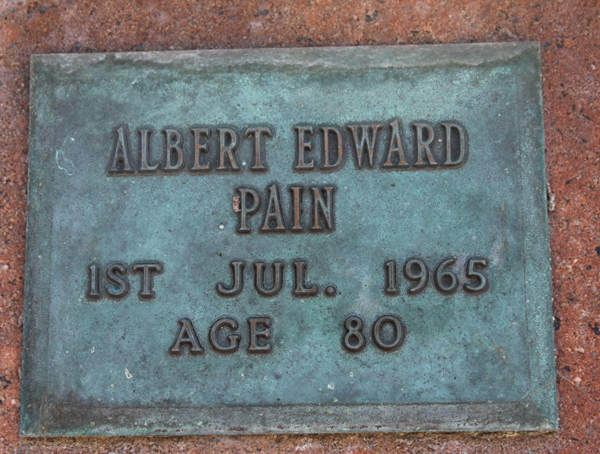 ALBERT EDWARD
PAIN
1ST JUL. 1965
AGE 80